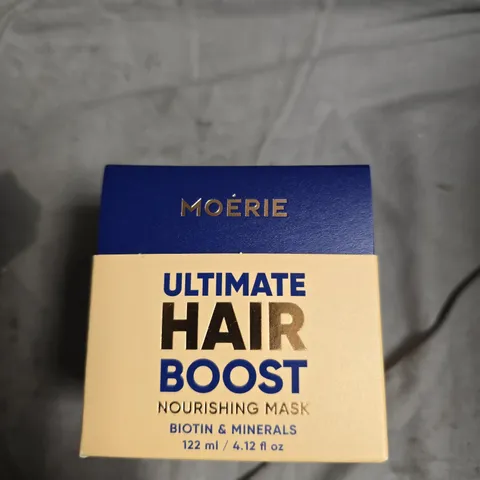 MOÉRIE
ULTIMATE
HAIR
BOOST
NOURISHING MASK
BIOTIN & MINERALS
122 ml / 4.12 fl oz